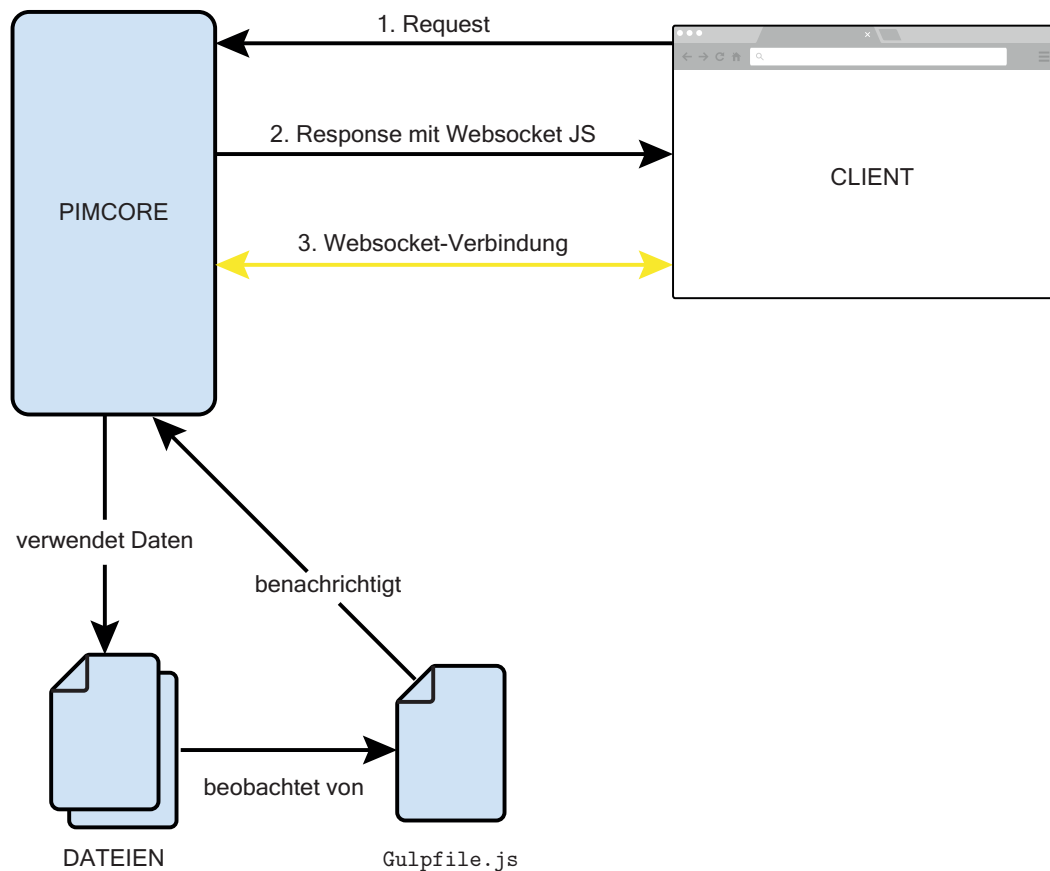 1. Request
2. Response mit Websocket JS
CLIENT
PIMCORE
3. Websocket-Verbindung
verwendet Daten
benachrichtigt
beobachtet von
DATEIEN
Gulpfile.js